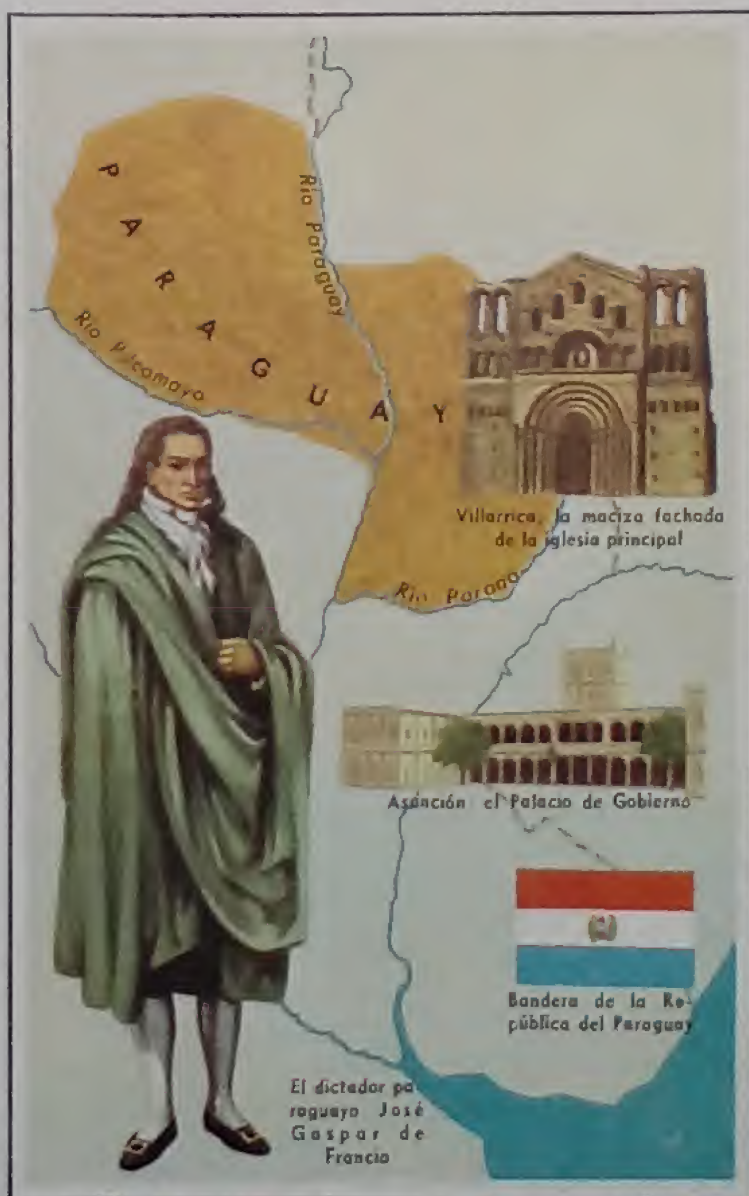 PARAGUAY
Río Paraguay
Río Pilcomayo
Villarrica, la maciza fachada
de la iglesia principal
Río Paraná
Asunción el Palacio de Gobierno
Bandera de la Re-
pública del Paraguay
El dictador pa-
raguayo José
Gaspar de
Francia